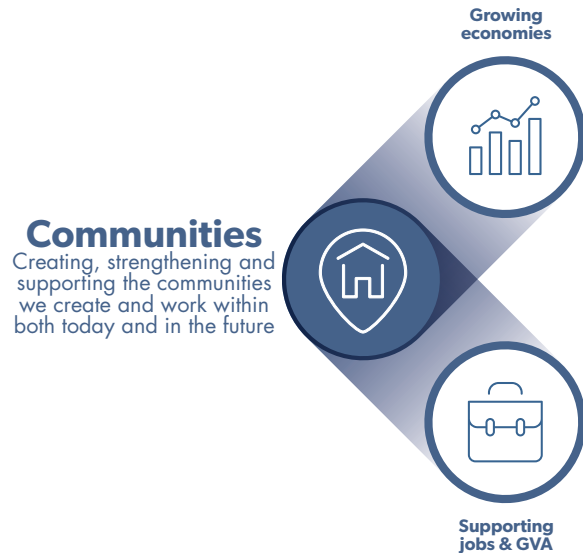 Growing
economies
Communities
Creating, strengthening and
supporting the communities
we create and work within
both today and in the future
Supporting
jobs & GVA